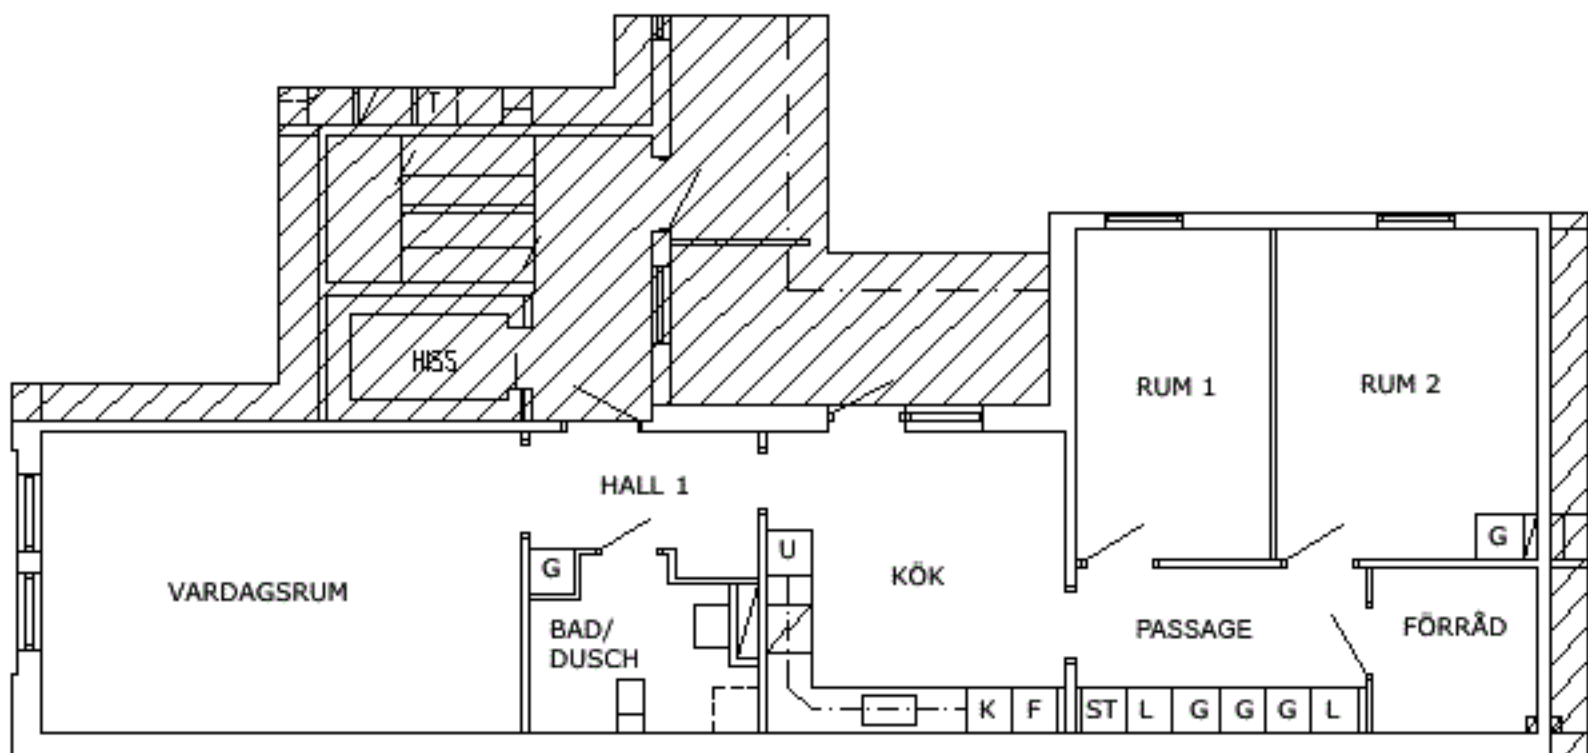 T
HISS
RUM 1
RUM 2
HALL 1
G
U
G
KÖK
VARDAGSRUM
BAD/
DUSCH
PASSAGE
FÖRRÅD
K
F
ST
L
G
G
G
L